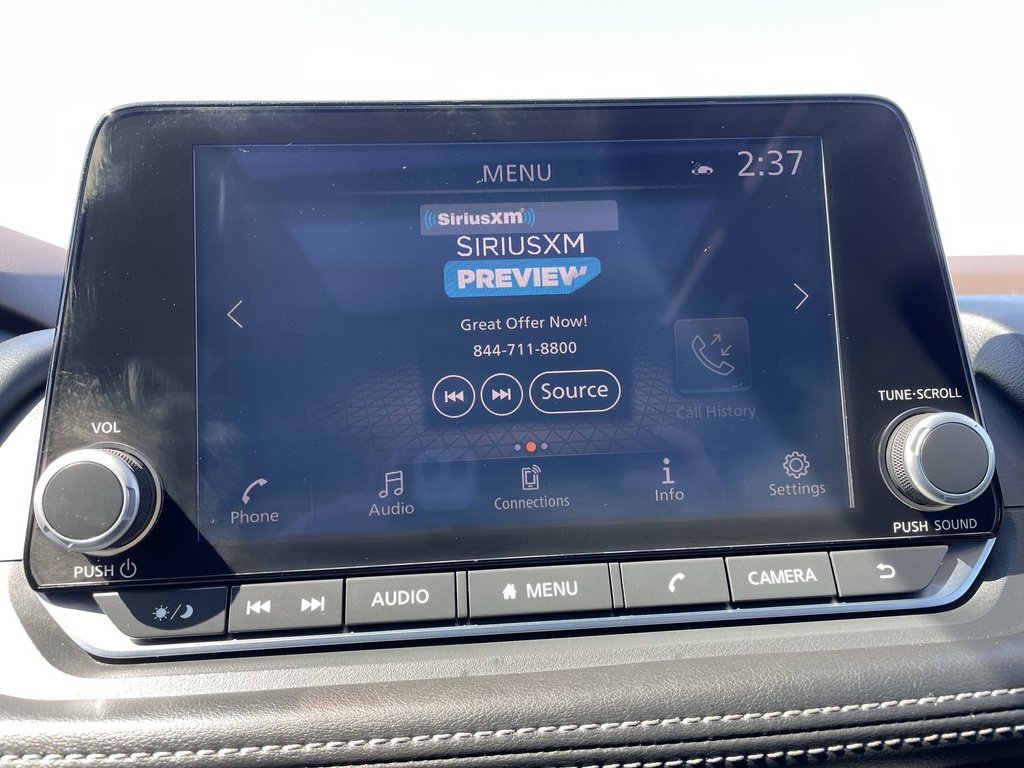 MENU
2:37
SiriusXm
SIRIUSXM
PREVIEW
Great Offer Now!
844-711-8800
Source
Call History
Phone
Audio
Connections
Info
Settings
VOL
PUSH
TUNE·SCROLL
PUSH SOUND
AUDIO
MENU
CAMERA